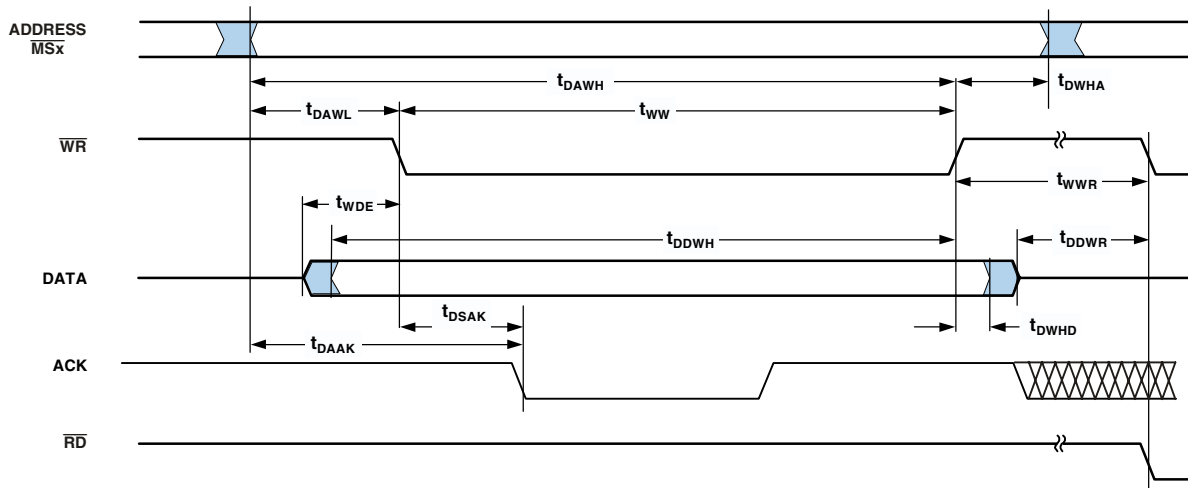 ADDRESS
MSx
tDAWH
tDWHA
tDAWL
tWW
WR
tWWR
tWDE
tDDWH
tDDWR
DATA
tDSAK
tDWHD
tDAAK
ACK
RD